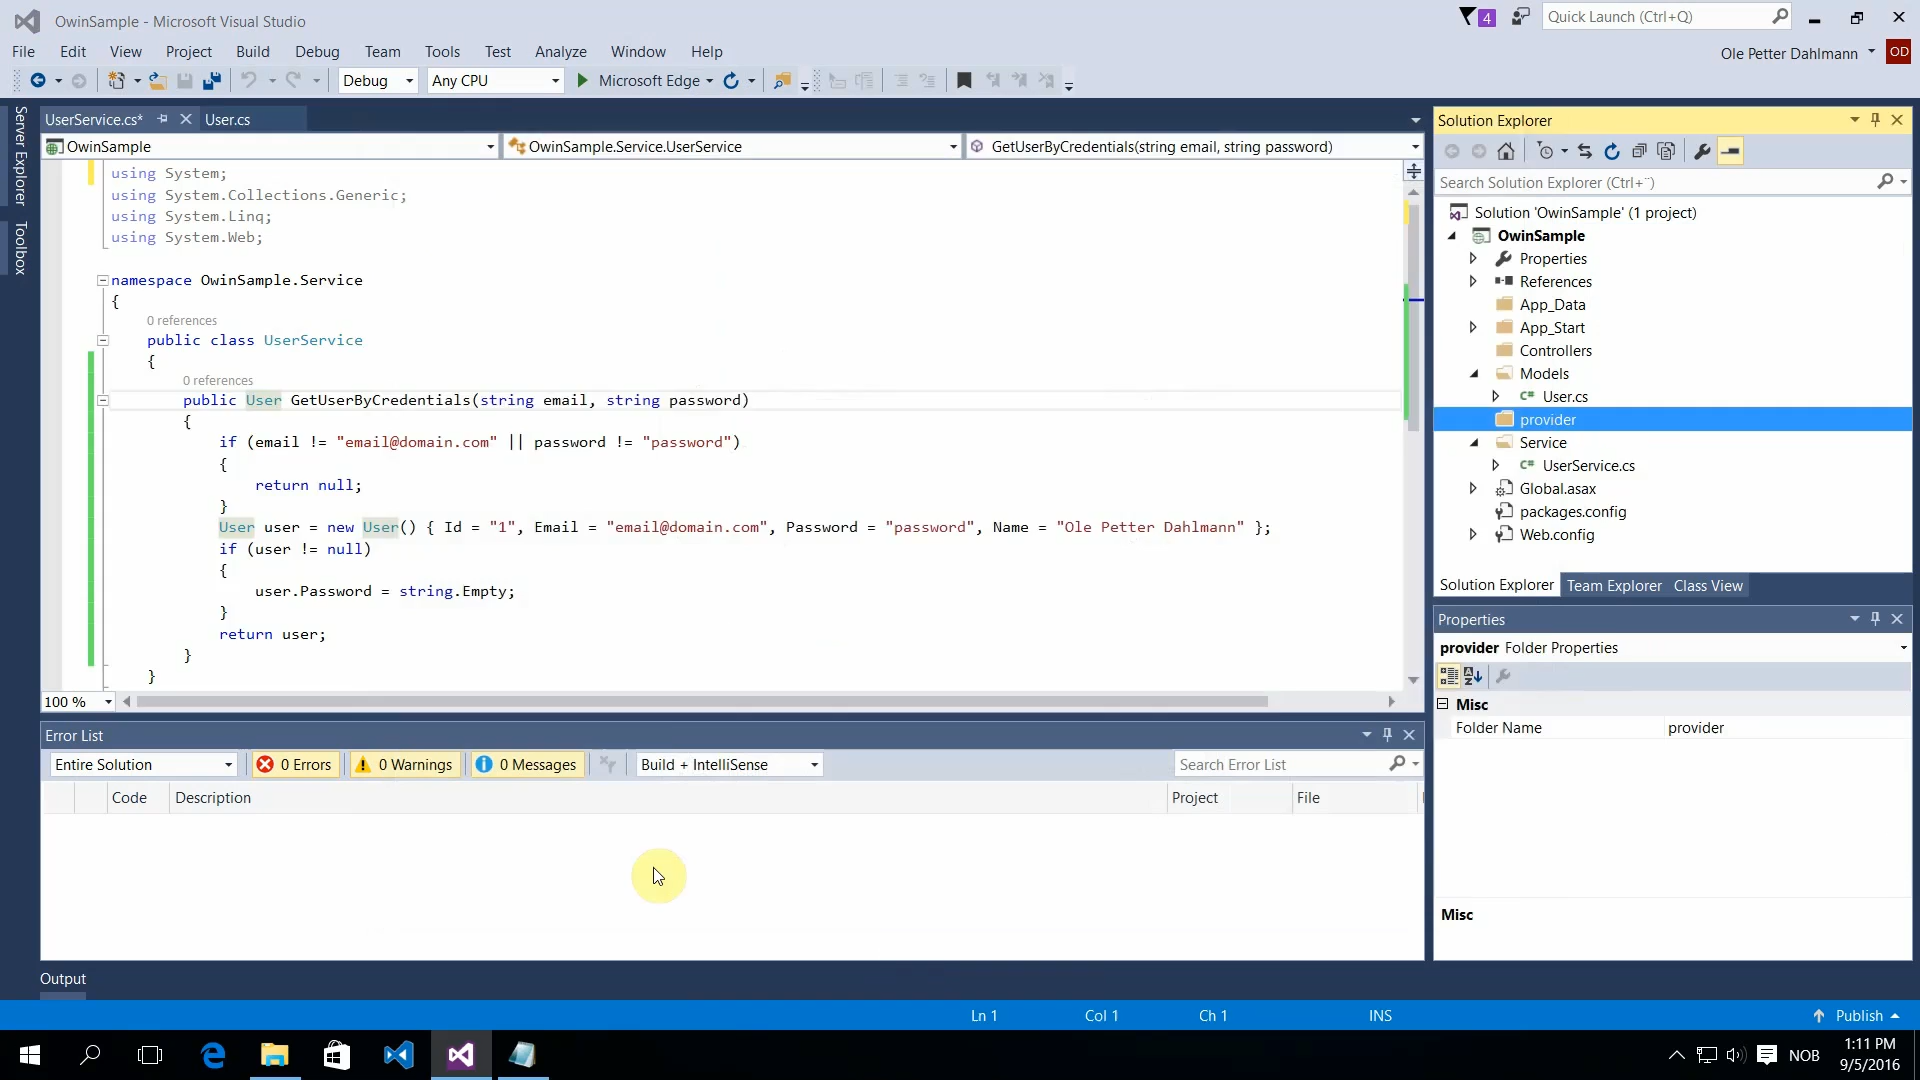 OwinSample - Microsoft Visual Studio
4
Quick Launch (Ctrl+Q)
File Edit View Project Build Debug Team Tools Test Analyze Window Help
Ole Petter Dahlmann
OD
Debug Any CPU Microsoft Edge
Server Explorer
Toolbox
UserService.cs* User.cs
OwinSample OwinSample.Service.UserService GetUserByCredentials(string email, string password)
using System;
using System.Collections.Generic;
using System.Linq;
using System.Web;
namespace OwinSample.Service
{
0 references
public class UserService
{
0 references
public User GetUserByCredentials(string email, string password)
{
if (email != "email@domain.com" || password != "password")
{
return null;
}
User user = new User() { Id = "1", Email = "email@domain.com", Password = "password", Name = "Ole Petter Dahlmann" };
if (user != null)
{
user.Password = string.Empty;
}
return user;
}
}
100 %
Error List
Entire Solution 0 Errors 0 Warnings 0 Messages Build + IntelliSense Search Error List
Code Description Project File
Output
Solution Explorer
Search Solution Explorer (Ctrl+¨)
Solution 'OwinSample' (1 project)
OwinSample
Properties
References
App_Data
App_Start
Controllers
Models
C# User.cs
provider
Service
C# UserService.cs
Global.asax
packages.config
Web.config
Solution Explorer Team Explorer Class View
Properties
provider Folder Properties
Misc
Folder Name provider
Misc
Ln 1 Col 1 Ch 1 INS Publish
NOB
1:11 PM
9/5/2016